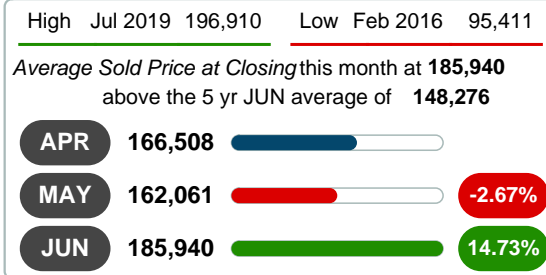 High Jul 2019 196,910 Low Feb 2016 95,411
Average Sold Price at Closing this month at 185,940
above the 5 yr JUN average of 148,276
APR 166,508
MAY 162,061 -2.67%
JUN 185,940 14.73%